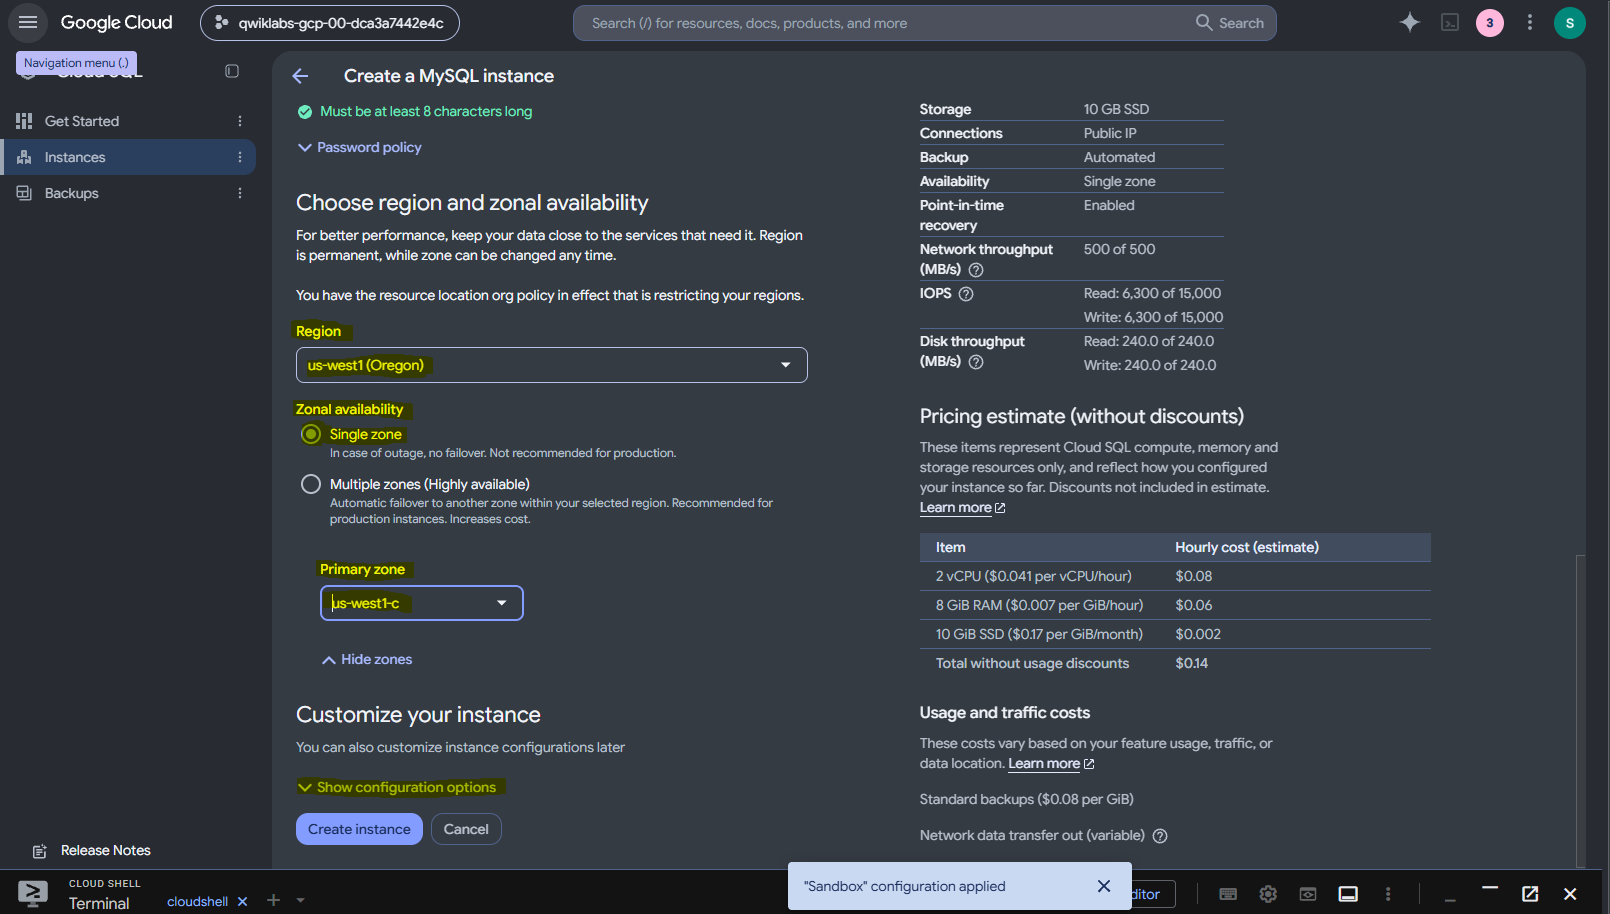 Google Cloud
qwiklabs-gcp-00-dca3a7442e4c
Search (/) for resources, docs, products, and more
Search
3
S
Navigation menu (.)
Get Started
Instances
Backups
Release Notes
Create a MySQL instance
Must be at least 8 characters long
Password policy
Choose region and zonal availability
For better performance, keep your data close to the services that need it. Region
is permanent, while zone can be changed any time.
You have the resource location org policy in effect that is restricting your regions.
Region
us-west1 (Oregon)
Zonal availability
Single zone
In case of outage, no failover. Not recommended for production.
Multiple zones (Highly available)
Automatic failover to another zone within your selected region. Recommended for
production instances. Increases cost.
Primary zone
us-west1-c
Hide zones
Customize your instance
You can also customize instance configurations later
Show configuration options
Create instance
Cancel
Storage 10 GB SSD
Connections Public IP
Backup Automated
Availability Single zone
Point-in-time Enabled
recovery
Network throughput 500 of 500
(MB/s)
IOPS Read: 6,300 of 15,000
Write: 6,300 of 15,000
Disk throughput Read: 240.0 of 240.0
(MB/s) Write: 240.0 of 240.0
Pricing estimate (without discounts)
These items represent Cloud SQL compute, memory and
storage resources only, and reflect how you configured
your instance so far. Discounts not included in estimate.
Learn more
Item Hourly cost (estimate)
2 vCPU ($0.041 per vCPU/hour) $0.08
8 GiB RAM ($0.007 per GiB/hour) $0.06
10 GiB SSD ($0.17 per GiB/month) $0.002
Total without usage discounts $0.14
Usage and traffic costs
These costs vary based on your feature usage, traffic, or
data location. Learn more
Standard backups ($0.08 per GiB)
Network data transfer out (variable)
CLOUD SHELL
Terminal
cloudshell
"Sandbox" configuration applied
ditor